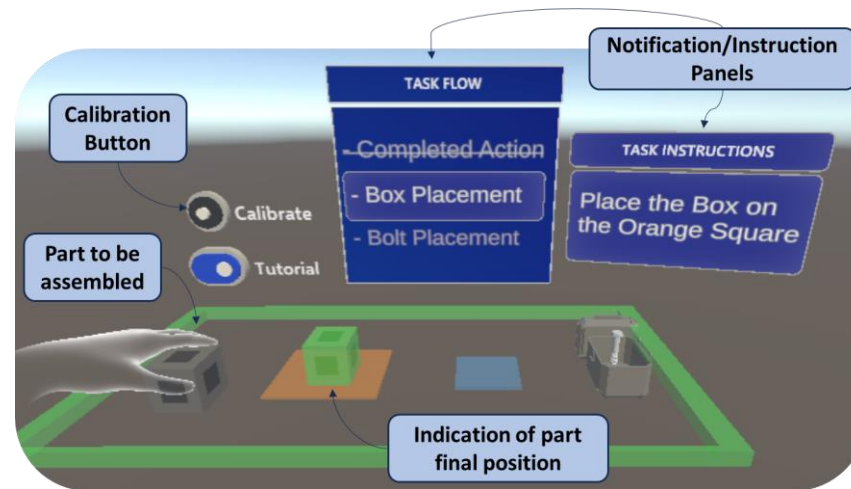 Notification/Instruction
Panels
TASK FLOW
Calibration
Button
- Completed Action
TASK INSTRUCTIONS
- Box Placement
Place the Box on
the Orange Square
Calibrate
- Bolt Placement
Part to be
assembled
Tutorial
Indication of part
final position